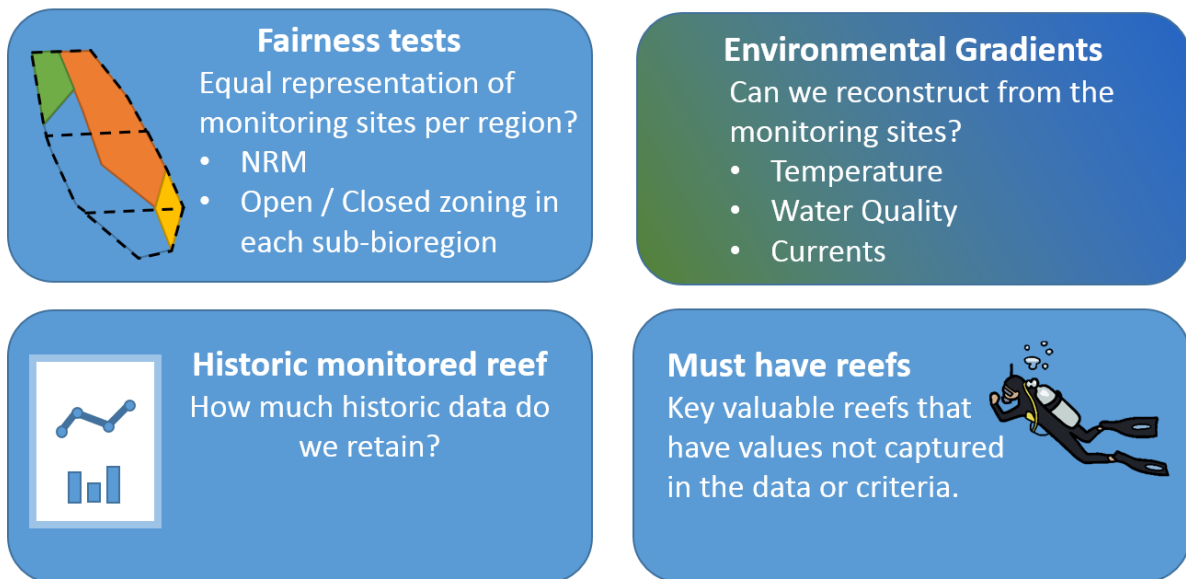 Fairness tests
Equal representation of
monitoring sites per region?
• NRM
• Open / Closed zoning in
each sub-bioregion
Environmental Gradients
Can we reconstruct from the
monitoring sites?
• Temperature
• Water Quality
• Currents
Historic monitored reef
How much historic data do
we retain?
Must have reefs
Key valuable reefs that
have values not captured
in the data or criteria.